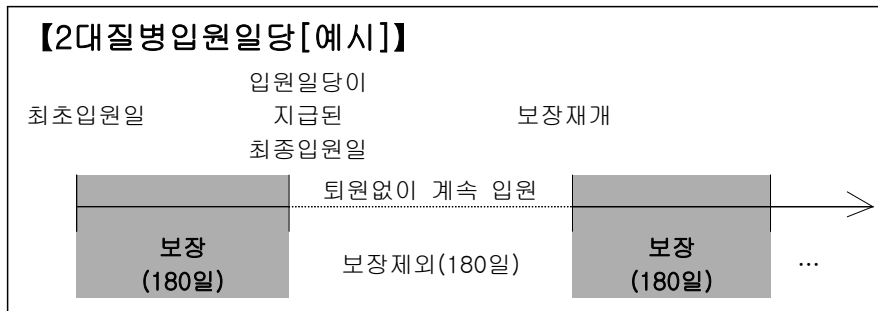 【2대질병입원일당[예시]】
입원일당이
최초입원일 지급된 보장재개
최종입원일
퇴원없이 계속 입원
보장 보장제외(180일) 보장 …
(180일) (180일)